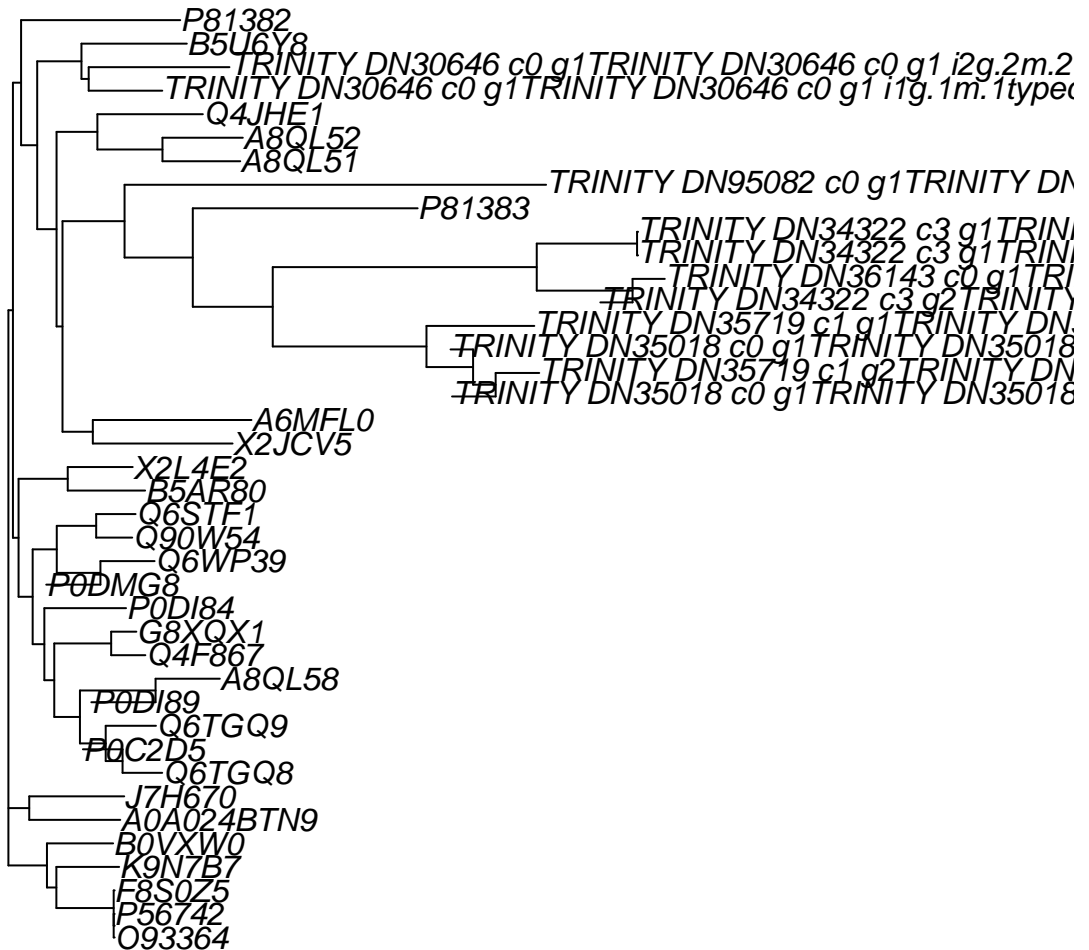 P81382
B5U6Y8
TRINITY DN30646 c0 g1TRINITY DN30646 c0 g1 i2g.2m.2
TRINITY DN30646 c0 g1TRINITY DN30646 c0 g1 i1g.1m.1typec
Q4JHE1
A8QL52
A8QL51
TRINITY DN95082 c0 g1TRINITY DN
P81383
TRINITY DN34322 c3 g1TRINI
TRINITY DN34322 c3 g1TRINI
TRINITY DN36143 c0 g1TRI
TRINITY DN34322 c3 g2TRINITY
TRINITY DN35719 c1 g1TRINITY DN3
TRINITY DN35018 c0 g1TRINITY DN35018
TRINITY DN35719 c1 g2TRINITY DN
TRINITY DN35018 c0 g1TRINITY DN35018
A6MFL0
X2JCV5
X2L4E2
B5AR80
Q6STF1
Q90W54
Q6WP39
P0DMG8
P0DI84
G8XQX1
Q4F867
A8QL58
P0DI89
Q6TGQ9
P0C2D5
Q6TGQ8
J7H670
A0A024BTN9
B0VXW0
K9N7B7
F8S0Z5
P56742
O93364